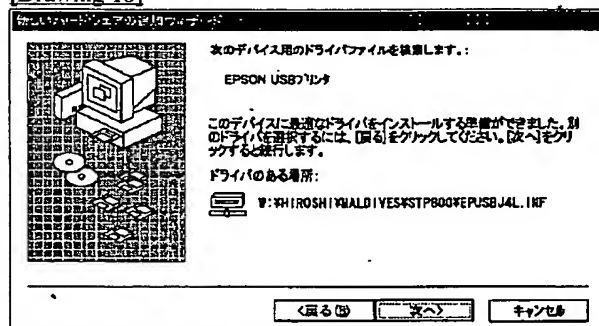 [Drawing 18]
新しいハードウェアの追加ウィザード
次のデバイス用のドライバファイルを検索します。:
EPSON USBプリンタ
このデバイスに最適なドライバをインストールする準備ができました。別
のドライバを選択するには、[戻る]をクリックしてください。[次へ]をクリ
ックすると続行します。
ドライバのある場所:
¥HIROSHI¥MALDIVES¥STP800¥EPUSBJ4L.INF
<戻る(B)
次へ>
キャンセル